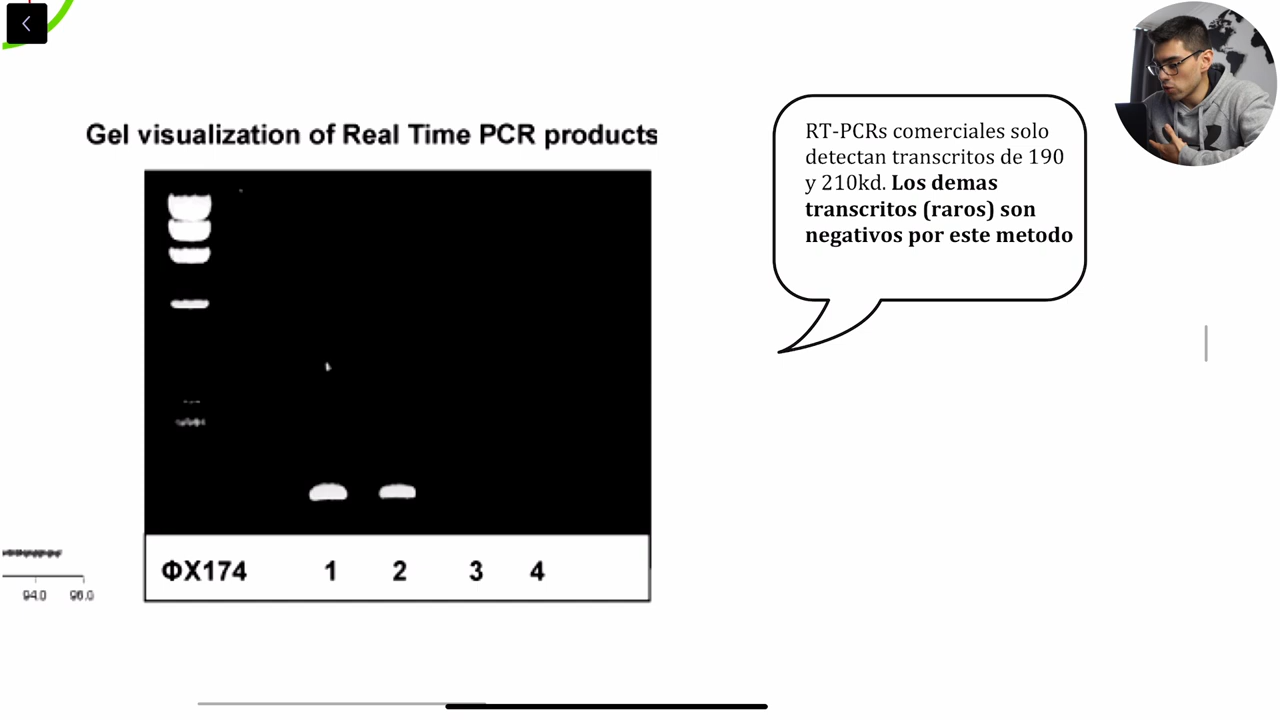 Gel visualization of Real Time PCR products
RT-PCRs comerciales solo
detectan transcritos de 190
y 210kd. Los demas
transcritos (raros) son
negativos por este metodo
ΦX174 1 2 3 4
94.0 96.0